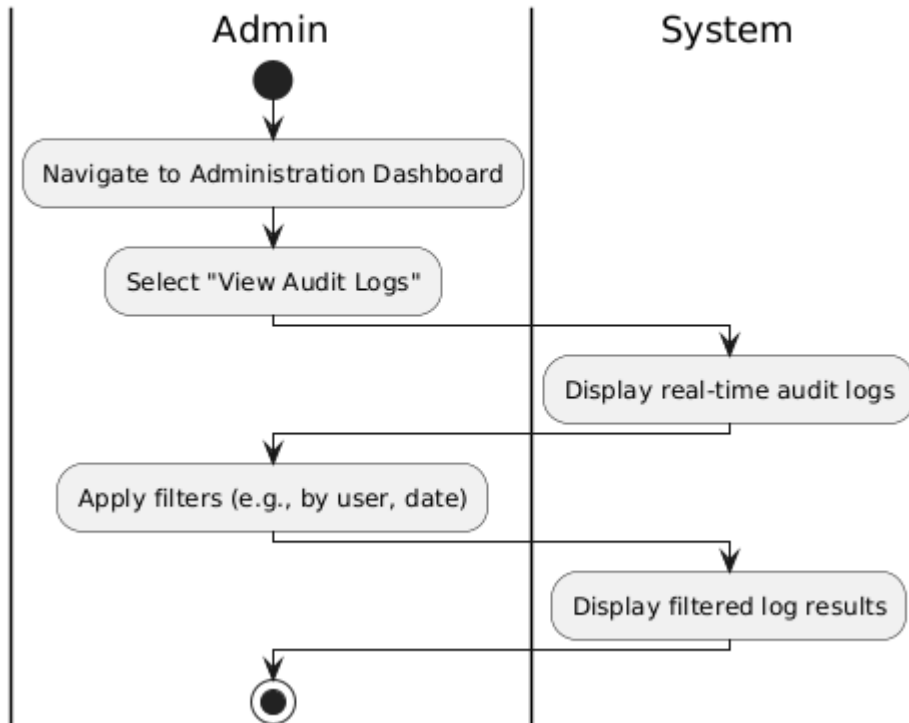 Admin
System
Navigate to Administration Dashboard
Select "View Audit Logs"
Display real-time audit logs
Apply filters (e.g., by user, date)
Display filtered log results